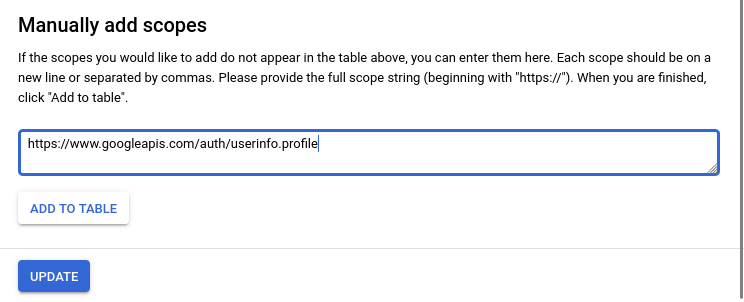 Manually add scopes
If the scopes you would like to add do not appear in the table above, you can enter them here. Each scope should be on a
new line or separated by commas. Please provide the full scope string (beginning with "https://"). When you are finished,
click "Add to table".
https://www.googleapis.com/auth/userinfo.profile
ADD TO TABLE
UPDATE